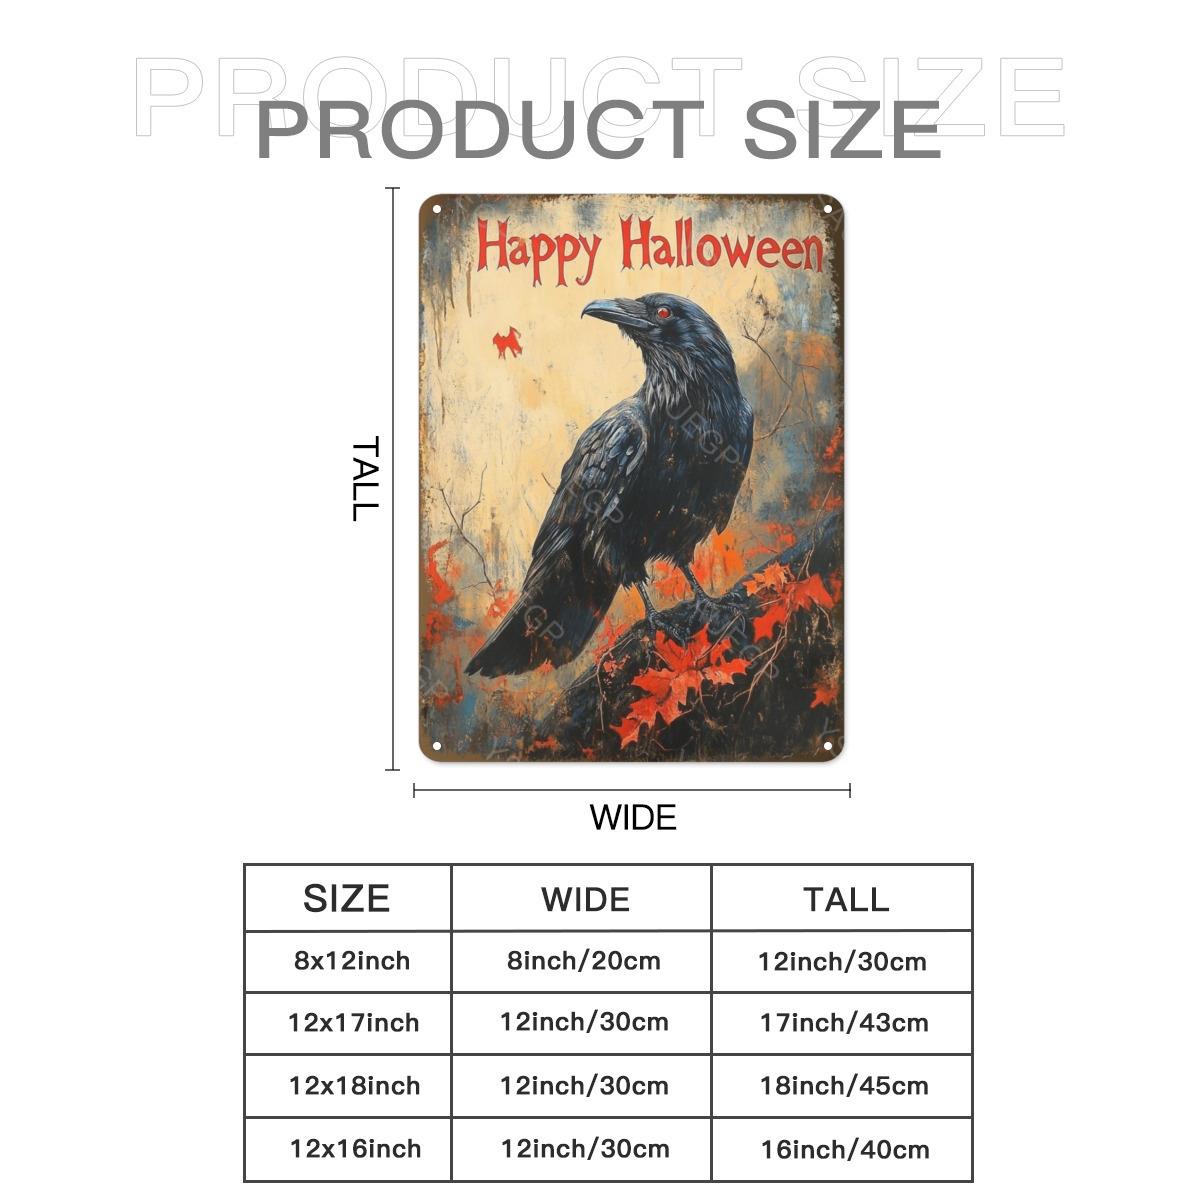 PRODUCT SIZE
PRODUCT SIZE
Happy Halloween
TALL
WIDE
SIZE WIDE TALL
8x12inch 8inch/20cm 12inch/30cm
12x17inch 12inch/30cm 17inch/43cm
12x18inch 12inch/30cm 18inch/45cm
12x16inch 12inch/30cm 16inch/40cm